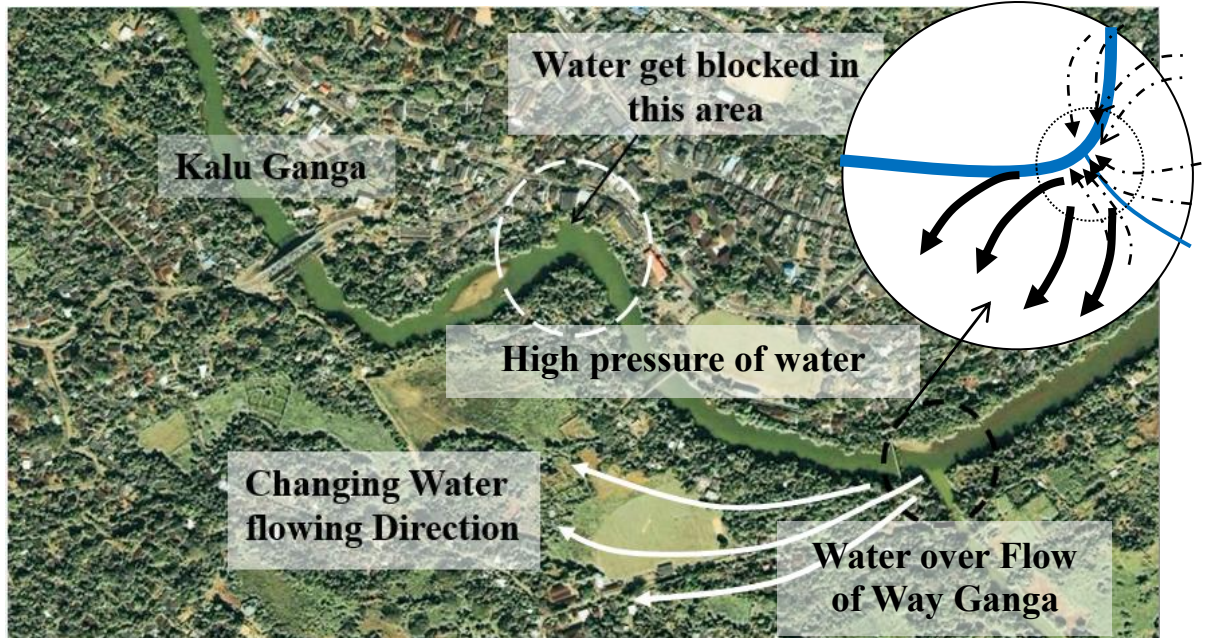 Water get blocked in
this area
Kalu Ganga
High pressure of water
Changing Water
flowing Direction
Water over Flow
of Way Ganga